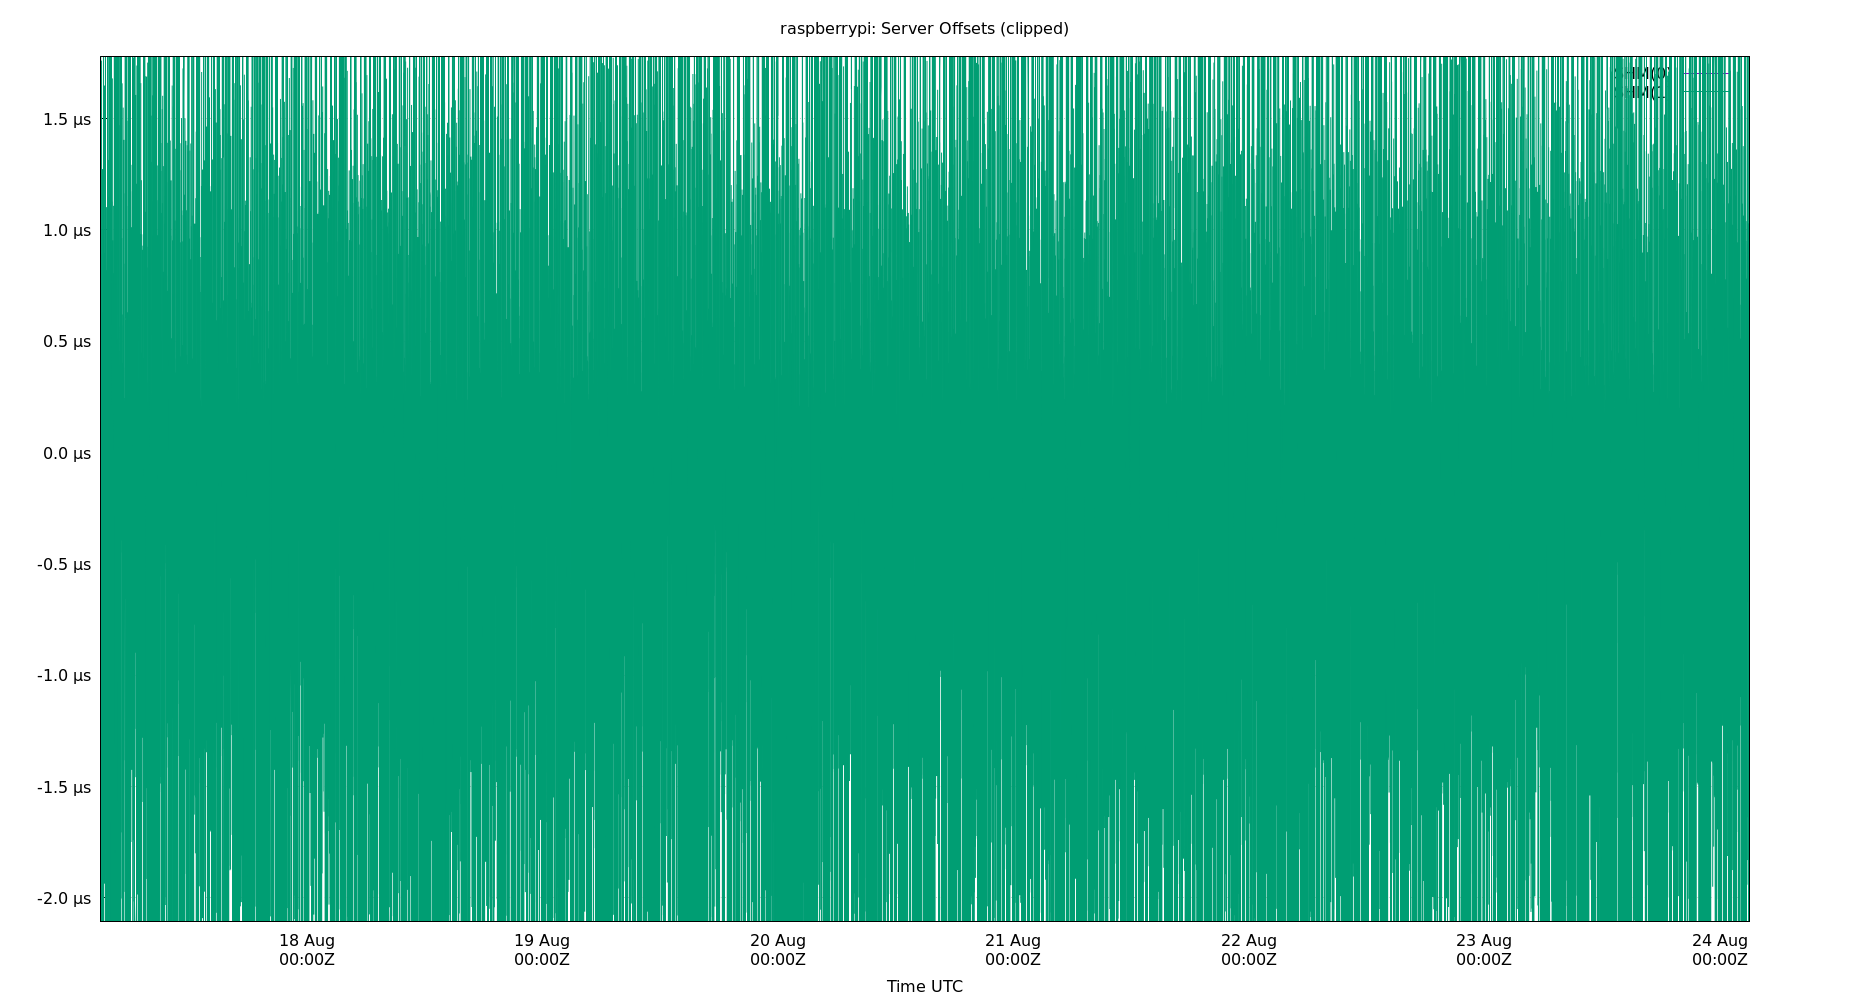 raspberrypi: Server Offsets (clipped)
SHM(0)
1.5 µs
1.0 µs
0.5 µs
0.0 µs
-0.5 µs
-1.0 µs
-1.5 µs
-2.0 µs
18 Aug 19 Aug 20 Aug 21 Aug 22 Aug 23 Aug 24 Aug
00:00Z 00:00Z 00:00Z 00:00Z 00:00Z 00:00Z 00:00Z
Time UTC